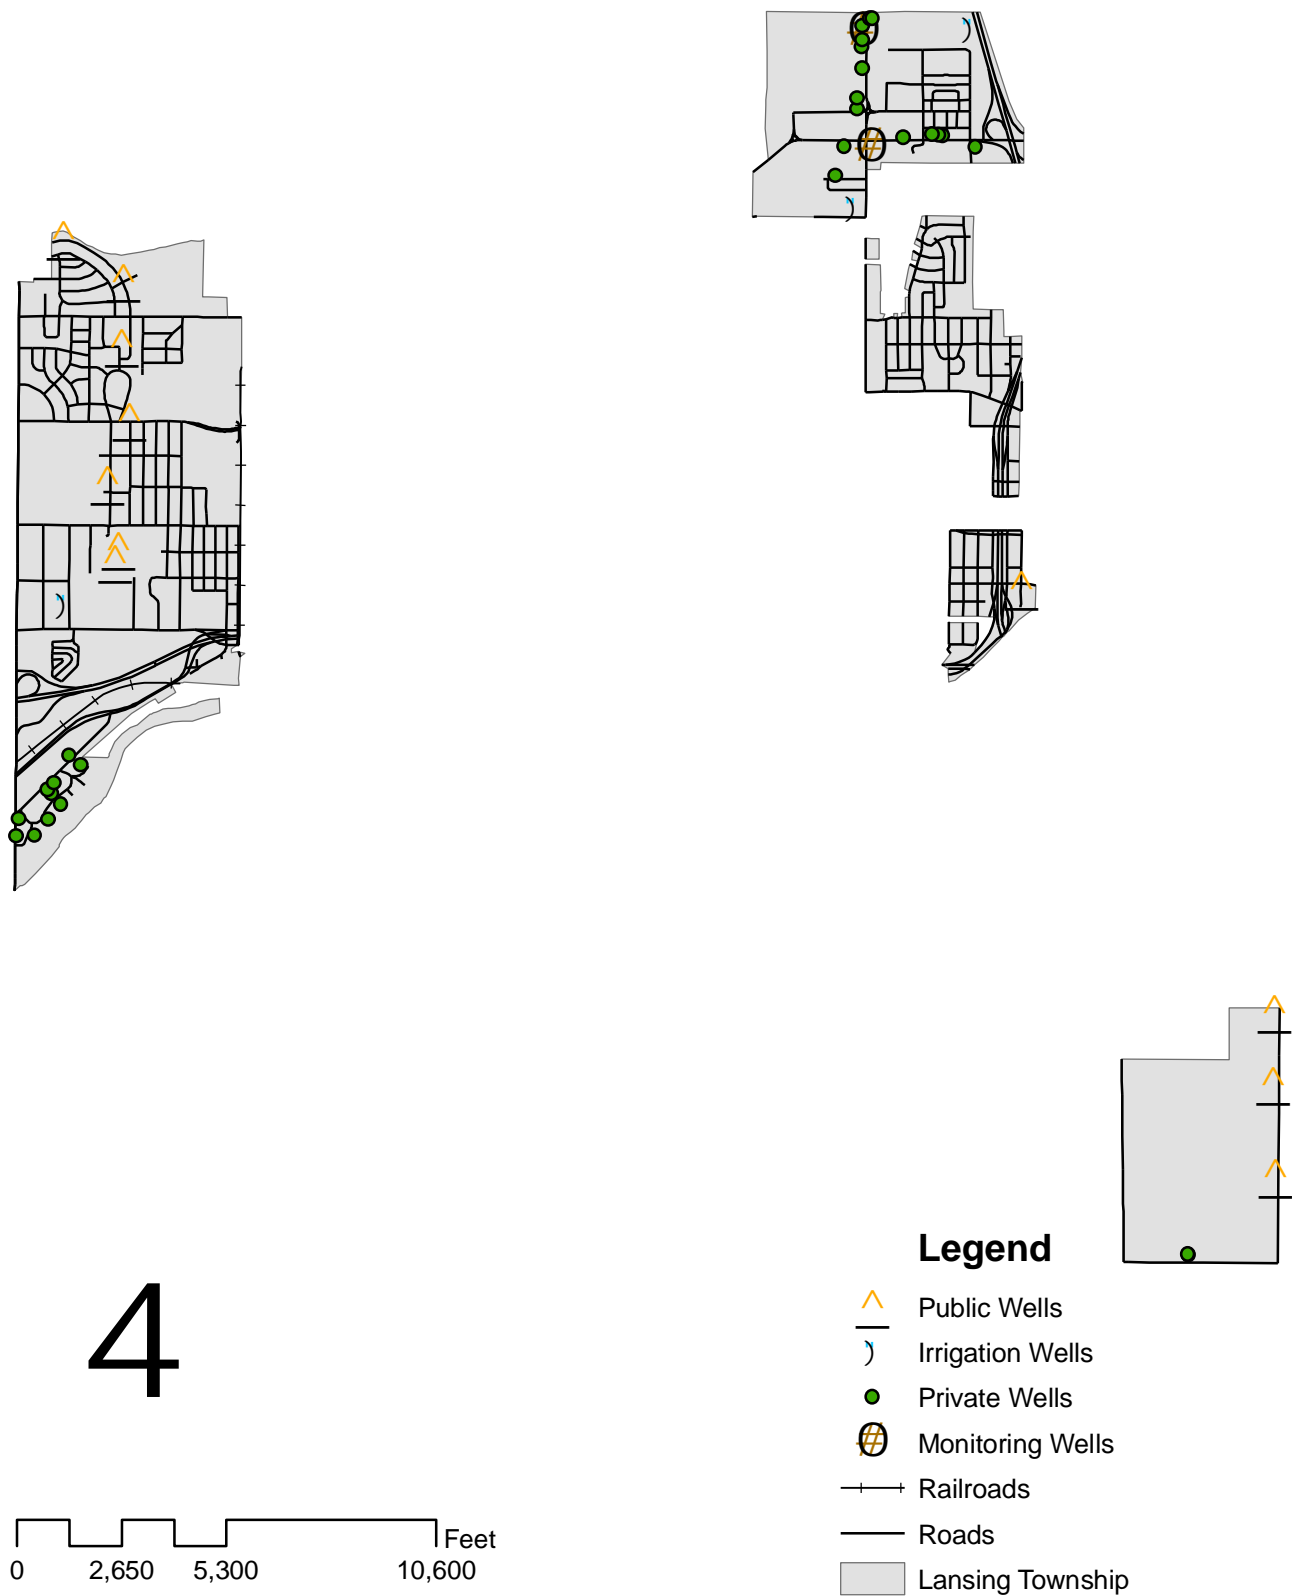 Legend
Public Wells
Irrigation Wells
Private Wells
Monitoring Wells
Railroads
Roads
Lansing Township
4
Feet
0 2,650 5,300 10,600